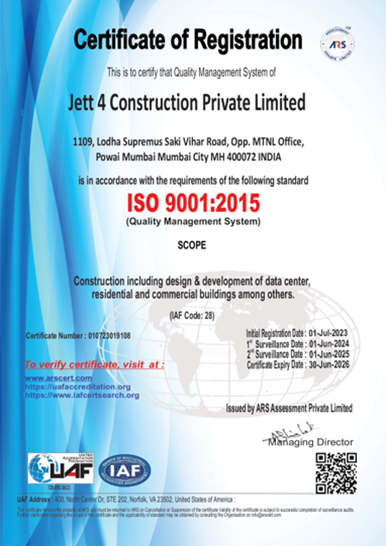 Certificate of Registration
ARS
This is to certify that Quality Management System of
Jett 4 Construction Private Limited
1109, Lodha Supremus Saki Vihar Road, Opp. MTNL Office,
Powai Mumbai Mumbai City MH 400072 INDIA
is in accordance with the requirements of the following standard
ISO 9001:2015
(Quality Management System)
SCOPE
Construction including design & development of data center,
residential and commercial buildings among others.
(IAF Code: 28)
Certificate Number : 010723019108
Initial Registration Date : 01-Jul-2023
1st Surveillance Date : 01-Jun-2024
2nd Surveillance Date : 01-Jun-2025
Certificate Expiry Date : 30-Jun-2026
To verify certificate, visit at :
www.arscert.com
https://uafaccreditation.org
https://www.iafcertsearch.org
Issued by ARS Assessment Private Limited
Managing Director
UAF
IAF
UAF Address : 400, North Center Dr, STE 202, Norfolk, VA 23502, United States of America :